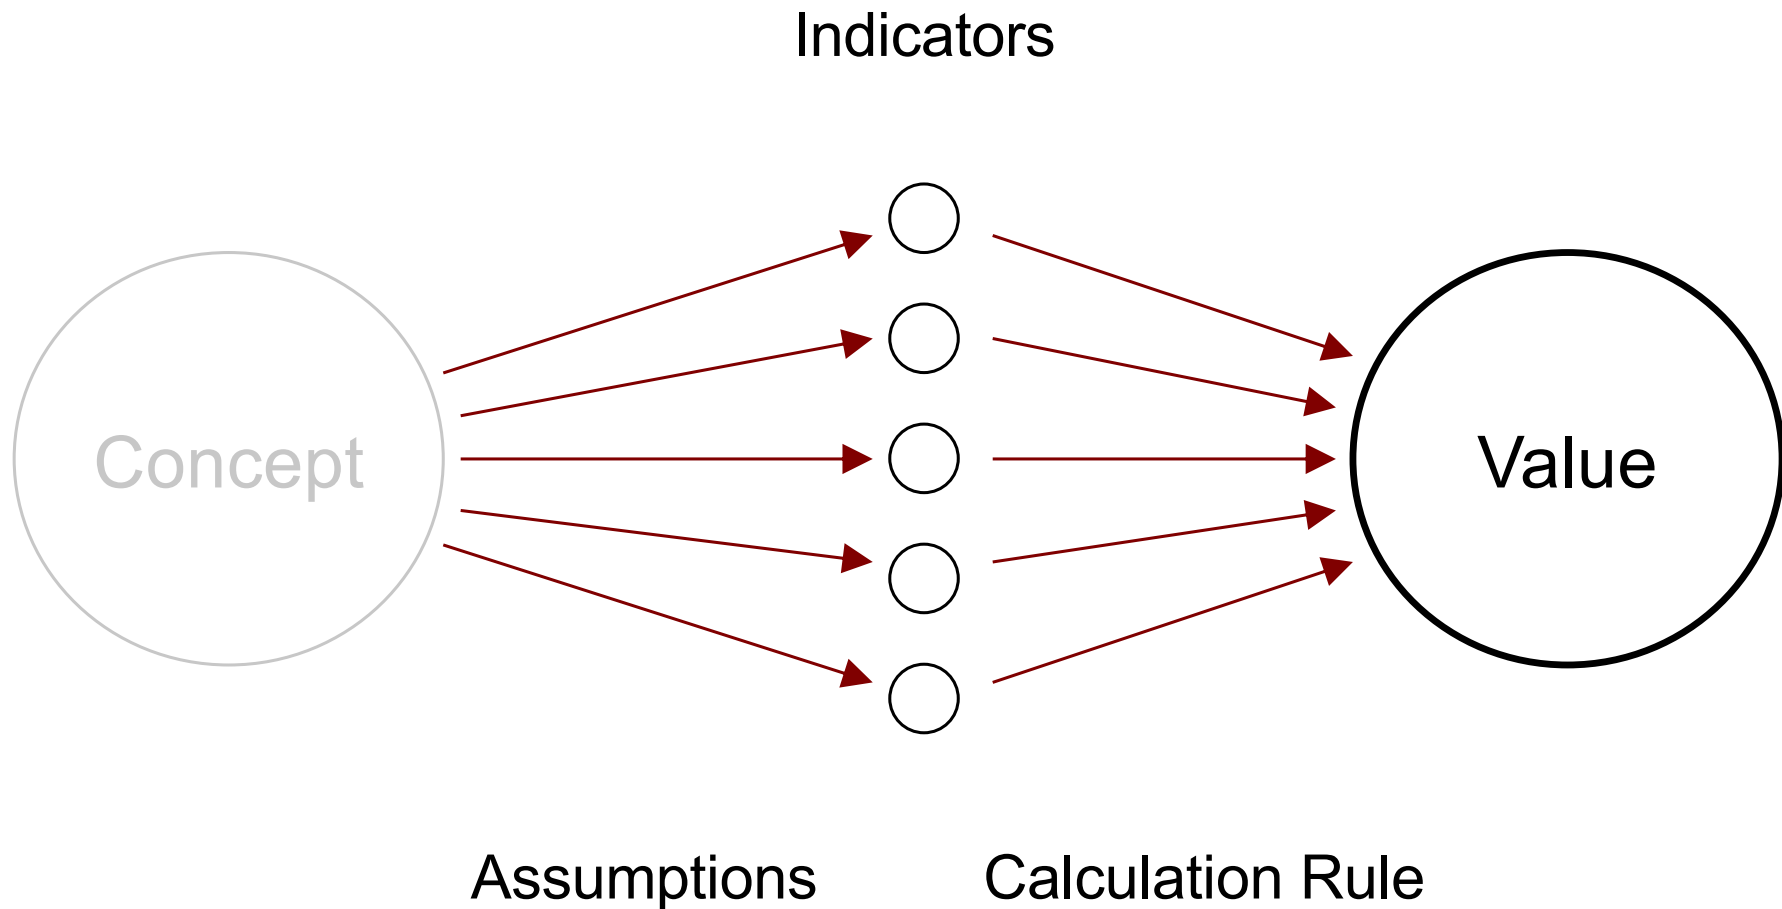 Indicators
Concept
Value
Assumptions
Calculation Rule